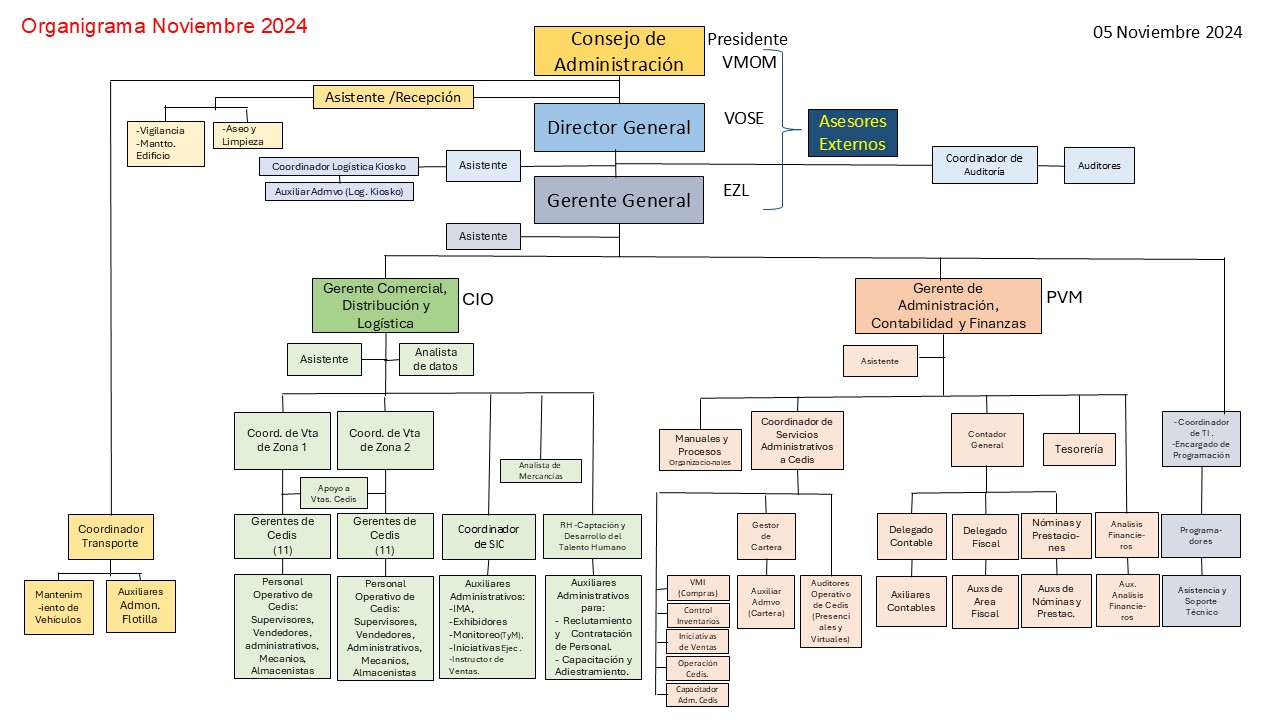 Organigrama Noviembre 2024
05 Noviembre 2024
Consejo de
Administración
Presidente
VMOM
Asistente /Recepción
-Vigilancia
-Mantto.
Edificio
-Aseo y
Limpieza
Director General
VOSE
Asesores
Externos
Coordinador Logística Kiosko
Auxiliar Admvo (Log. Kiosko)
Asistente
Coordinador de
Auditoría
Auditores
Gerente General
EZL
Asistente
Gerente Comercial,
Distribución y
Logística
CIO
Gerente de
Administración,
Contabilidad y Finanzas
PVM
Asistente
Analista
de datos
Asistente
Coord. de Vta
de Zona 1
Coord. de Vta
de Zona 2
Analista de
Mercancías
Apoyo a
Vtas. Cedis
Manuales y
Procesos
Organizacionales
Coordinador de
Servicios
Administrativos
a Cedis
Contador
General
Tesorería
-Coordinador
de TI .
-Encargado de
Programación
Coordinador
Transporte
Gerentes de
Cedis
(11)
Gerentes de
Cedis
(11)
Coordinador
de SIC
RH -Captación y
Desarrollo del
Talento Humano
Gestor
de
Cartera
Delegado
Contable
Delegado
Fiscal
Nóminas y
Prestacio-
nes
Analisis
Financie-
ros
Programa-
dores
Mantenim
-iento de
Vehículos
Auxiliares
Admon.
Flotilla
Personal
Operativo de
Cedis:
Supervisores,
Vendedores,
administrativos,
Mecanios,
Almacenistas
Personal
Operativo de
Cedis:
Supervisores,
Vendedores,
Administrativos,
Mecanios,
Almacenistas
Auxiliares
Administrativos:
-IMA,
-Exhibidores
-Monitoreo(TyM),
-Iniciativas Ejec.
-Instructor de
Ventas.
Auxiliares
Administrativos
para:
- Reclutamiento
y Contratación
de Personal.
- Capacitación y
Adiestramiento.
VMI
(Compras)
Control
Inventarios
Iniciativas
de Ventas
Operación
Cedis.
Capacitador
Adm. Cedis
Auxiliar
Admvo
(Cartera)
Auditores
Operativo
de Cedis
(Presenci
ales y
Virtuales)
Axiliares
Contables
Auxs de
Area
Fiscal
Auxs de
Nóminas y
Prestac.
Aux.
Analisis
Financie-
ros
Asistencia y
Soporte
Técnico